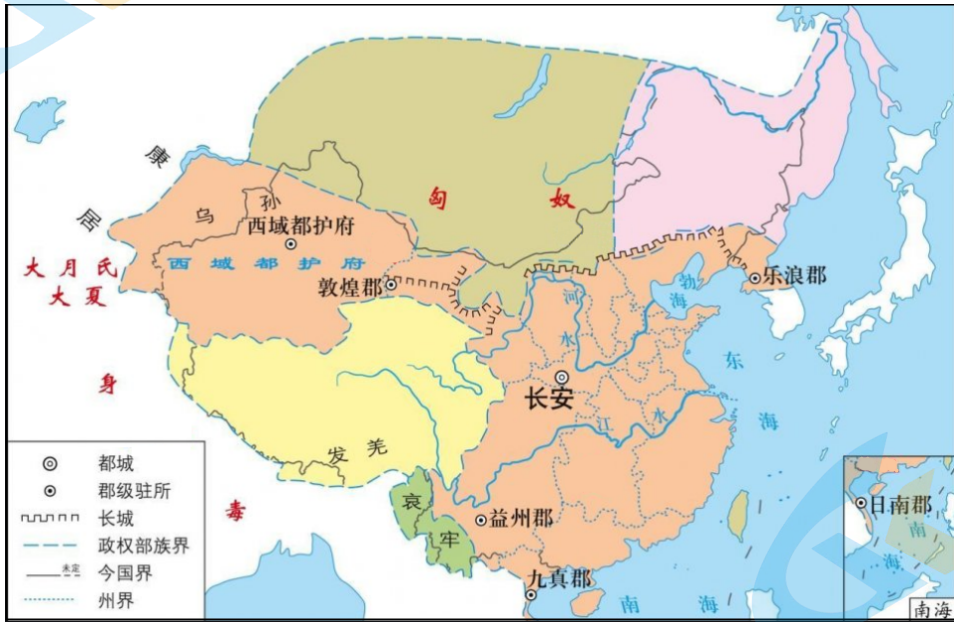 匈奴
康居
乌孙
西域都护府
西域都护府
大月氏
大夏
敦煌郡
乐浪郡
渤海
河水
长安
东海
身毒
发羌
江水
哀牢
益州郡
九真郡
南海
都城
郡级驻所
长城
政权部族界
未定
今国界
州界
日南郡
南海
南海